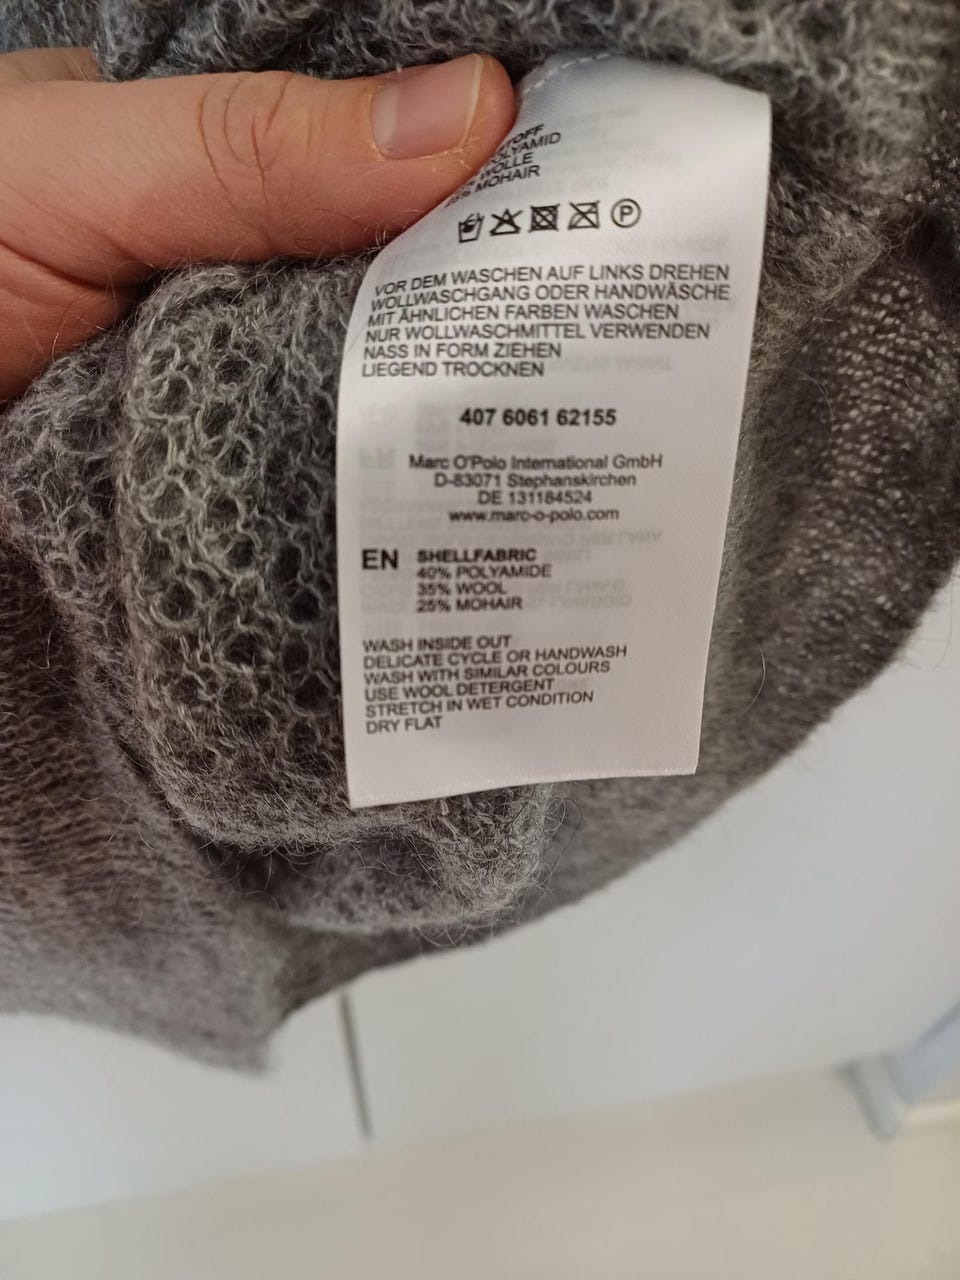 TOFF
OLYAMID
WOLLE
MOHAIR
P
VOR DEM WASCHEN AUF LINKS DREHEN
WOLLWASCHGANG ODER HANDWÄSCHE
MIT ÄHNLICHEN FARBEN WASCHEN
NUR WOLLWASCHMITTEL VERWENDEN
NASS IN FORM ZIEHEN
LIEGEND TROCKNEN
407 6061 62155
Marc O'Polo International GmbH
D-83071 Stephanskirchen
DE 131184524
www.marc-o-polo.com
EN SHELLFABRIC
40% POLYAMIDE
35% WOOL
25% MOHAIR
WASH INSIDE OUT
DELICATE CYCLE OR HANDWASH
WASH WITH SIMILAR COLOURS
USE WOOL DETERGENT
STRETCH IN WET CONDITION
DRY FLAT